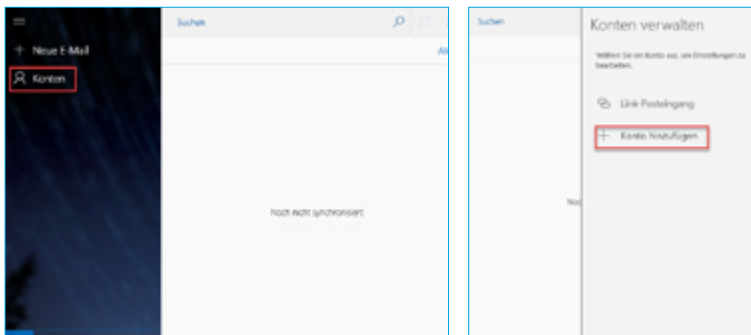 Suchen
Neue E-Mail
Konten
Noch nicht synchronisiert
Suchen
Konten verwalten
Wählen Sie ein Konto aus, um Einstellungen zu
bearbeiten.
Link-Posteingang
Konto hinzufügen